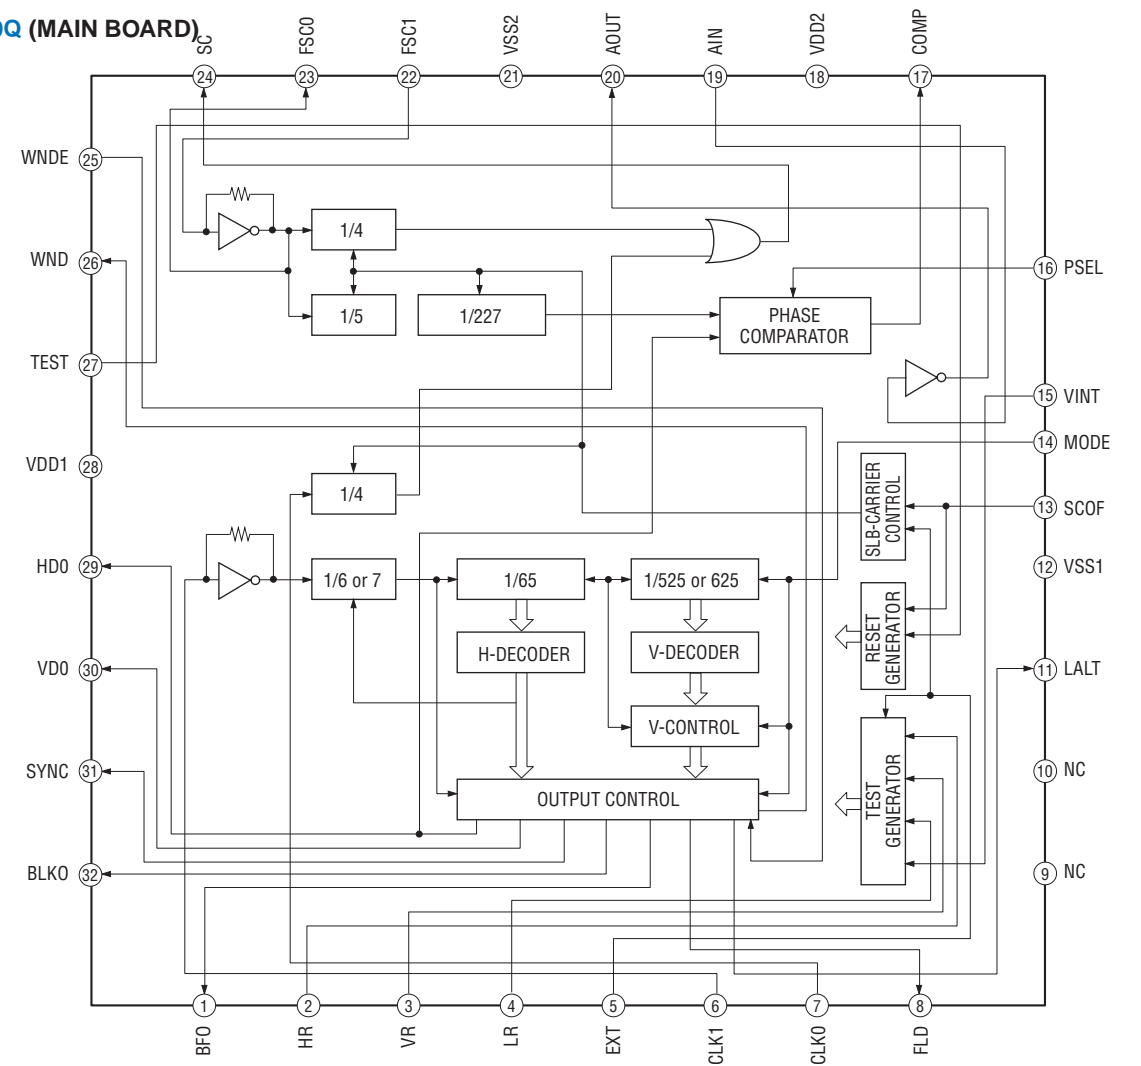 0Q (MAIN BOARD)
SC
FSC0
FSC1
VSS2
AOUT
AIN
VDD2
COMP
24
23
22
21
20
19
18
17
WNDE 25
WND 26
TEST 27
VDD1 28
HD0 29
VD0 30
SYNC 31
BLKO 32
1/4
1/5
1/227
PHASE
COMPARATOR
16 PSEL
15 VINT
14 MODE
13 SCOF
12 VSS1
11 LALT
10 NC
9 NC
1/4
SLB-CARRIER
CONTROL
1/6 or 7
1/65
1/525 or 625
H-DECODER
V-DECODER
RESET
GENERATOR
V-CONTROL
OUTPUT CONTROL
TEST
GENERATOR
1
2
3
4
5
6
7
8
BFO
HR
VR
LR
EXT
CLK1
CLK0
FLD